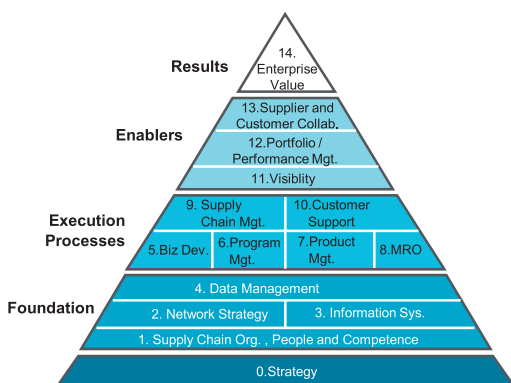 14.
Enterprise
Value
Results
13.Supplier and
Customer Collab.
Enablers
12.Portfolio /
Performance Mgt.
11.Visiblity
9. Supply
Chain Mgt.
10.Customer
Support
Execution
Processes
5.Biz Dev.
6.Program
Mgt.
7.Product
Mgt.
8.MRO
4. Data Management
Foundation
2. Network Strategy
3. Information Sys.
1. Supply Chain Org. , People and Competence
0.Strategy